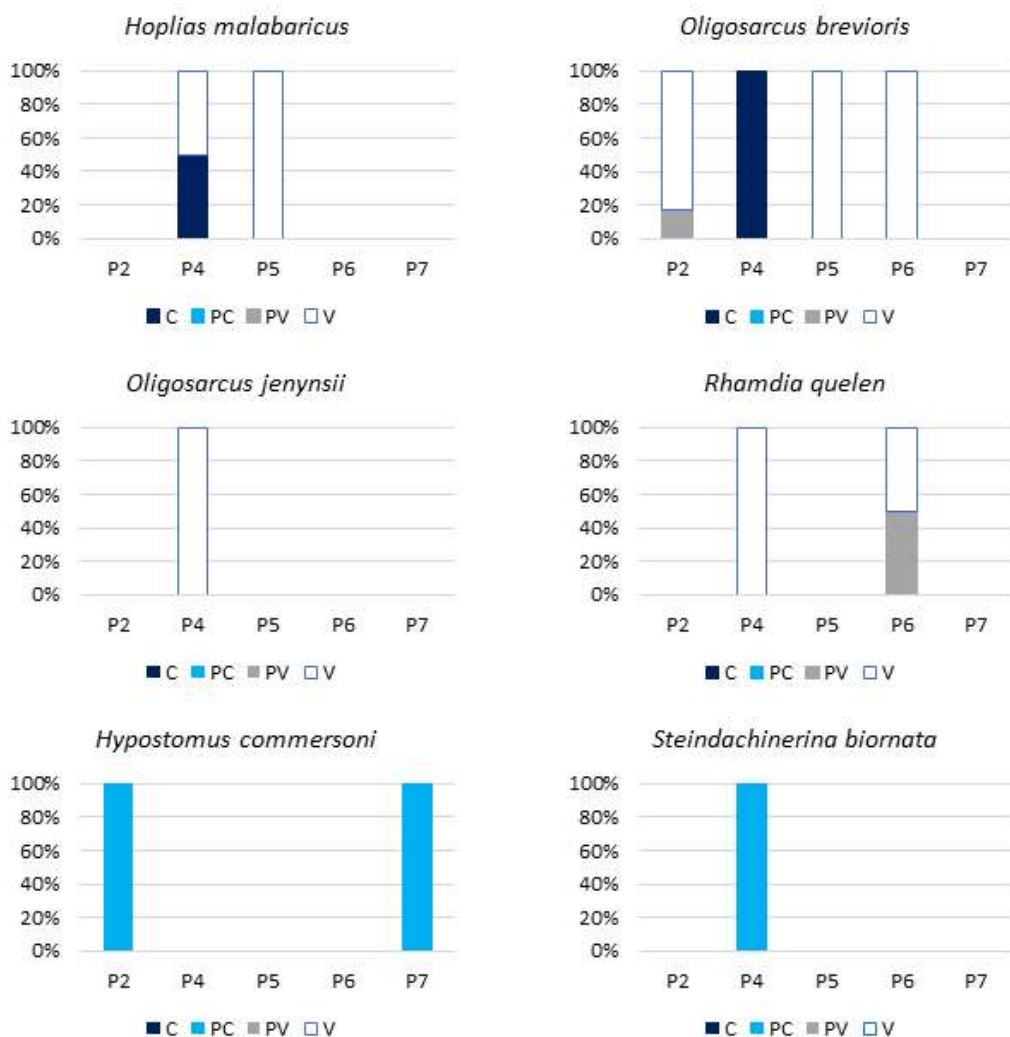 Hoplias malabaricus
100%
80%
60%
40%
20%
0%
P2 P4 P5 P6 P7
C PC PV V
Oligosarcus brevioris
100%
80%
60%
40%
20%
0%
P2 P4 P5 P6 P7
C PC PV V
Oligosarcus jenynsii
100%
80%
60%
40%
20%
0%
P2 P4 P5 P6 P7
C PC PV V
Rhamdia quelen
100%
80%
60%
40%
20%
0%
P2 P4 P5 P6 P7
C PC PV V
Hypostomus commersoni
100%
80%
60%
40%
20%
0%
P2 P4 P5 P6 P7
C PC PV V
Steindachinerina biornata
100%
80%
60%
40%
20%
0%
P2 P4 P5 P6 P7
C PC PV V